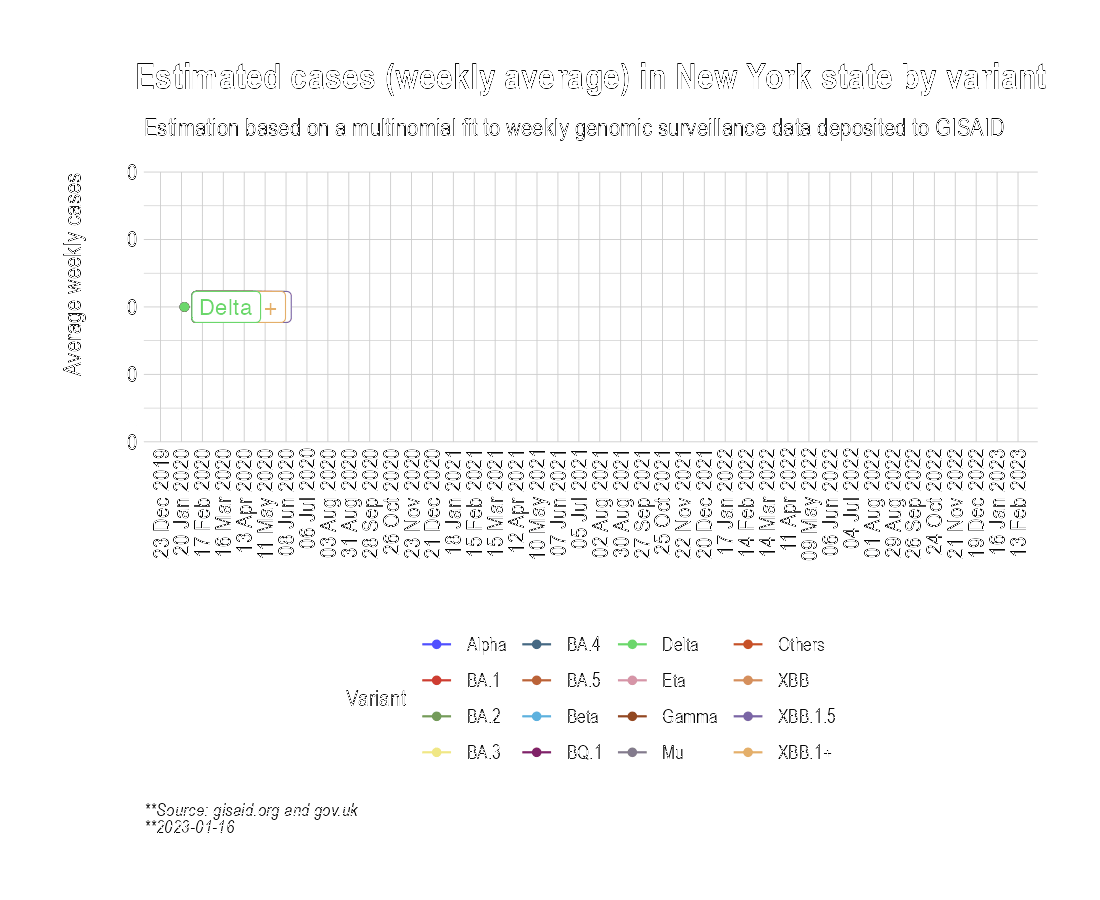 Estimated cases (weekly average) in New York state by variant
Estimation based on a multinomial fit to weekly genomic surveillance data deposited to GISAID
Average weekly cases
0
0
0
0
0
Delta
+
23 Dec 2019
20 Jan 2020
17 Feb 2020
16 Mar 2020
13 Apr 2020
11 May 2020
08 Jun 2020
06 Jul 2020
03 Aug 2020
31 Aug 2020
28 Sep 2020
26 Oct 2020
23 Nov 2020
21 Dec 2020
18 Jan 2021
15 Feb 2021
15 Mar 2021
12 Apr 2021
10 May 2021
07 Jun 2021
05 Jul 2021
02 Aug 2021
30 Aug 2021
27 Sep 2021
25 Oct 2021
22 Nov 2021
20 Dec 2021
17 Jan 2022
14 Feb 2022
14 Mar 2022
11 Apr 2022
09 May 2022
06 Jun 2022
04 Jul 2022
01 Aug 2022
29 Aug 2022
26 Sep 2022
24 Oct 2022
21 Nov 2022
19 Dec 2022
16 Jan 2023
13 Feb 2023
Variant
Alpha
BA.1
BA.2
BA.3
BA.4
BA.5
Beta
BQ.1
Delta
Eta
Gamma
Mu
Others
XBB
XBB.1.5
XBB.1+
**Source: gisaid.org and gov.uk
**2023-01-16